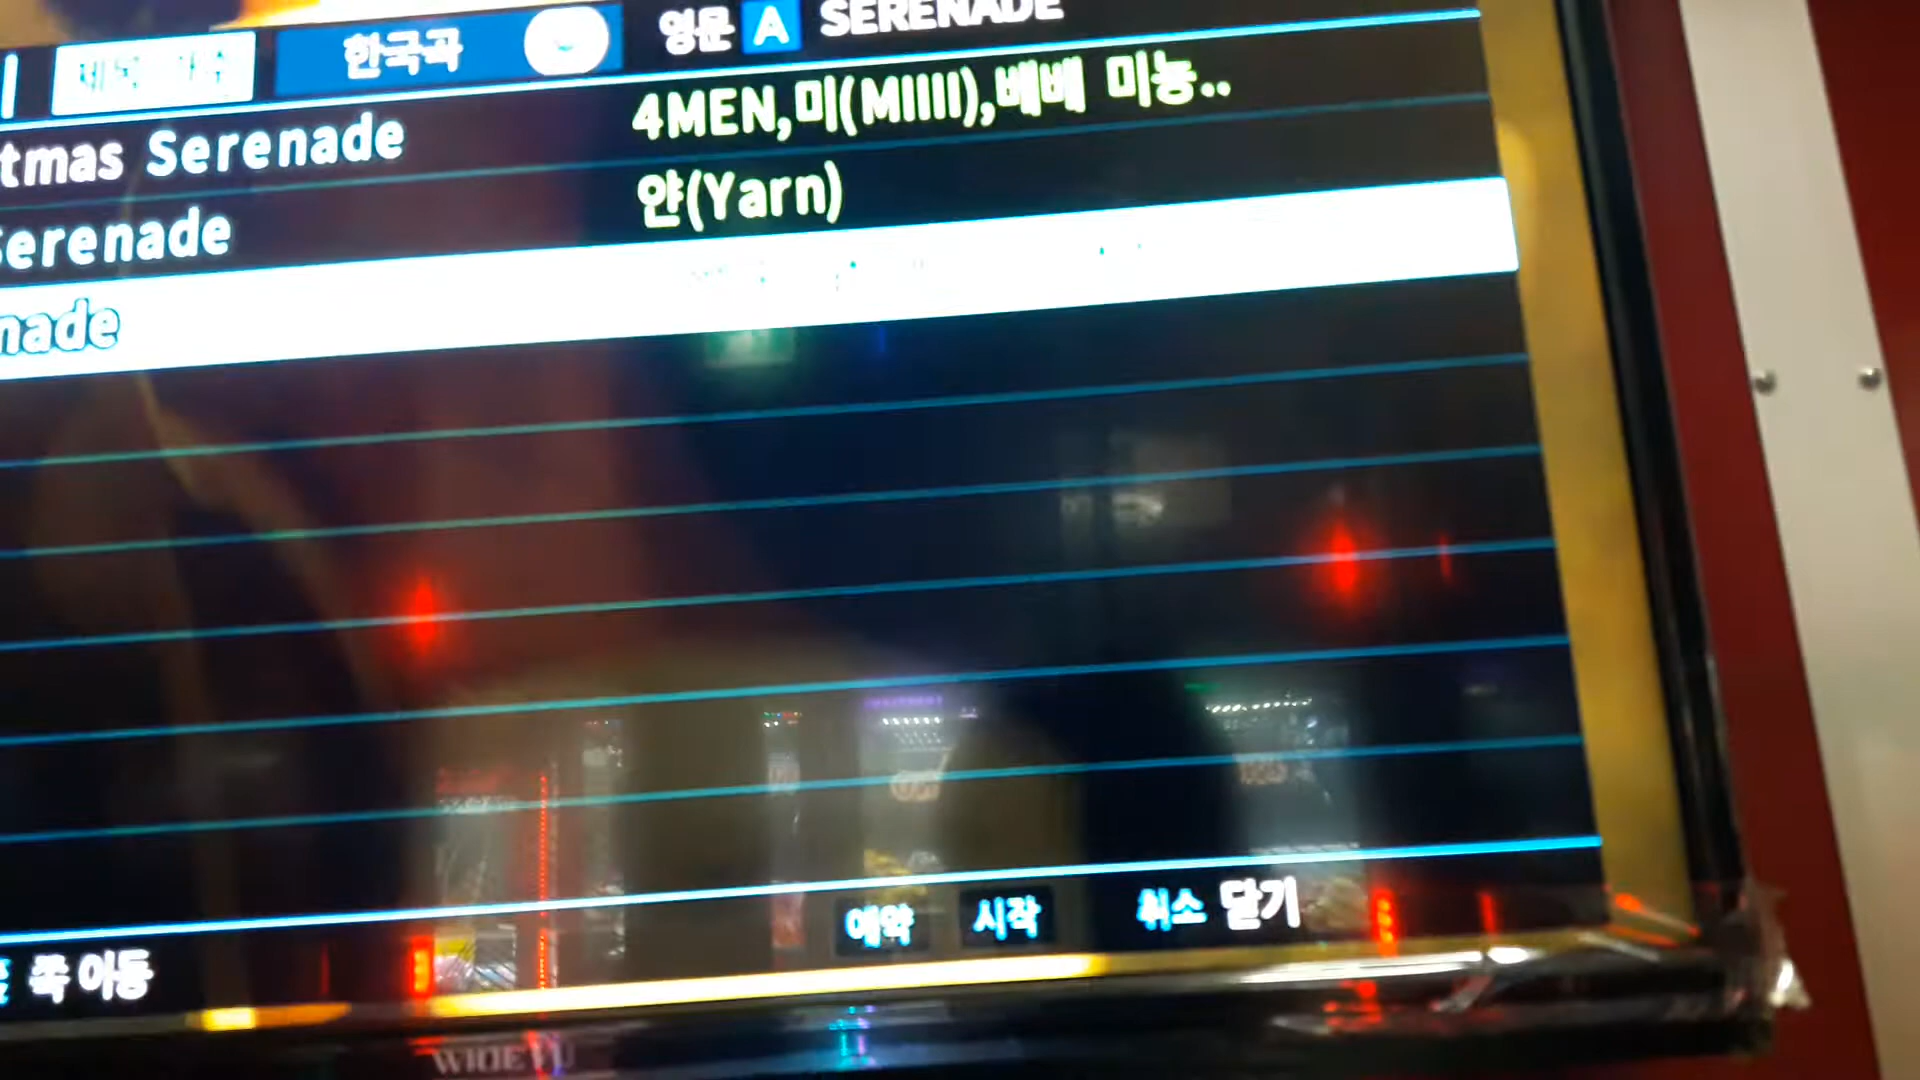 한국곡 영문 A SERENADE
tmas Serenade 4MEN,미(MIIII),베베 미뇽..
serenade 얀(Yarn)
nade
쪽 이동 예약 시작 취소 닫기